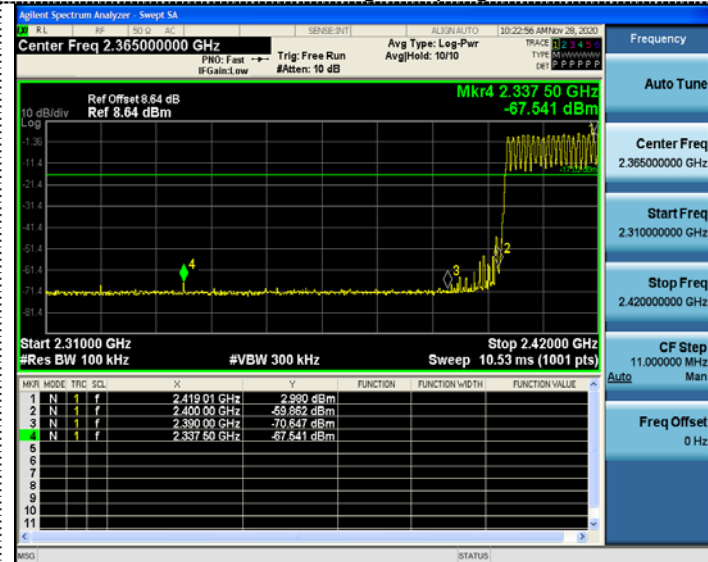 Agilent Spectrum Analyzer - Swept SA
RL RF 50 Ω AC SENSE:INT ALIGN AUTO 10:22:56 AM Nov 28, 2020
Center Freq 2.365000000 GHz
PNO: Fast
IFGain:Low
Trig: Free Run
#Atten: 10 dB
Avg Type: Log-Pwr
Avg|Hold: 10/10
TRACE 1 2 3 4 5 6
TYPE M WWWWW
DET P P P P P P
Mkr4 2.337 50 GHz
-67.541 dBm
Ref Offset 8.64 dB
10 dB/div Ref 8.64 dBm
Log
-1.36
-11.4
-21.4
-31.4
-41.4
-51.4
-61.4
-71.4
-81.4
4
3
2
Start 2.31000 GHz Stop 2.42000 GHz
#Res BW 100 kHz #VBW 300 kHz Sweep 10.53 ms (1001 pts)
MKR MODE TRC SCL X Y FUNCTION FUNCTION WIDTH FUNCTION VALUE
1 N 1 f 2.419 01 GHz 2.990 dBm
2 N 1 f 2.400 00 GHz -59.862 dBm
3 N 1 f 2.390 00 GHz -70.647 dBm
4 N 1 f 2.337 50 GHz -67.541 dBm
5
6
7
8
9
10
11
MSG STATUS
Frequency
Auto Tune
Center Freq
2.365000000 GHz
Start Freq
2.310000000 GHz
Stop Freq
2.420000000 GHz
CF Step
11.000000 MHz
Auto Man
Freq Offset
0 Hz